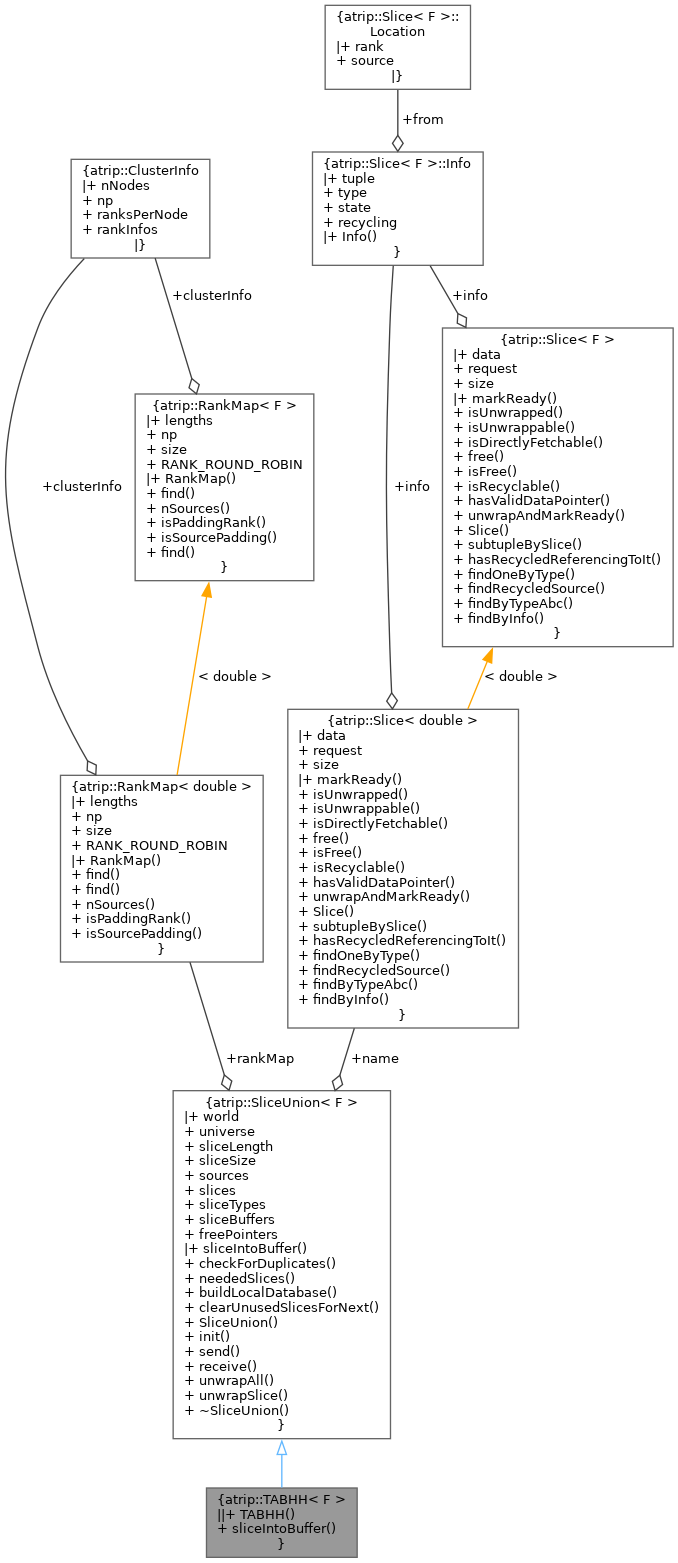 {atrip::Slice< F >::
Location
|+ rank
+ source
|}
+from
{atrip::ClusterInfo
|+ nNodes
+ np
+ ranksPerNode
+ rankInfos
|}
{atrip::Slice< F >::Info
|+ tuple
+ type
+ state
+ recycling
|+ Info()
}
+clusterInfo
+info
{atrip::RankMap< F >
|+ lengths
+ np
+ size
+ RANK_ROUND_ROBIN
|+ RankMap()
+ find()
+ nSources()
+ isPaddingRank()
+ isSourcePadding()
+ find()
}
{atrip::Slice< F >
|+ data
+ request
+ size
|+ markReady()
+ isUnwrapped()
+ isUnwrappable()
+ isDirectlyFetchable()
+ free()
+ isFree()
+ isRecyclable()
+ hasValidDataPointer()
+ unwrapAndMarkReady()
+ Slice()
+ subtupleBySlice()
+ hasRecycledReferencingToIt()
+ findOneByType()
+ findRecycledSource()
+ findByTypeAbc()
+ findByInfo()
}
+clusterInfo
+info
< double >
< double >
{atrip::RankMap< double >
|+ lengths
+ np
+ size
+ RANK_ROUND_ROBIN
|+ RankMap()
+ find()
+ find()
+ nSources()
+ isPaddingRank()
+ isSourcePadding()
}
{atrip::Slice< double >
|+ data
+ request
+ size
|+ markReady()
+ isUnwrapped()
+ isUnwrappable()
+ isDirectlyFetchable()
+ free()
+ isFree()
+ isRecyclable()
+ hasValidDataPointer()
+ unwrapAndMarkReady()
+ Slice()
+ subtupleBySlice()
+ hasRecycledReferencingToIt()
+ findOneByType()
+ findRecycledSource()
+ findByTypeAbc()
+ findByInfo()
}
+rankMap
+name
{atrip::SliceUnion< F >
|+ world
+ universe
+ sliceLength
+ sliceSize
+ sources
+ slices
+ sliceTypes
+ sliceBuffers
+ freePointers
|+ sliceIntoBuffer()
+ checkForDuplicates()
+ neededSlices()
+ buildLocalDatabase()
+ clearUnusedSlicesForNext()
+ SliceUnion()
+ init()
+ send()
+ receive()
+ unwrapAll()
+ unwrapSlice()
+ ~SliceUnion()
}
{atrip::TABHH< F >
||+ TABHH()
+ sliceIntoBuffer()
}